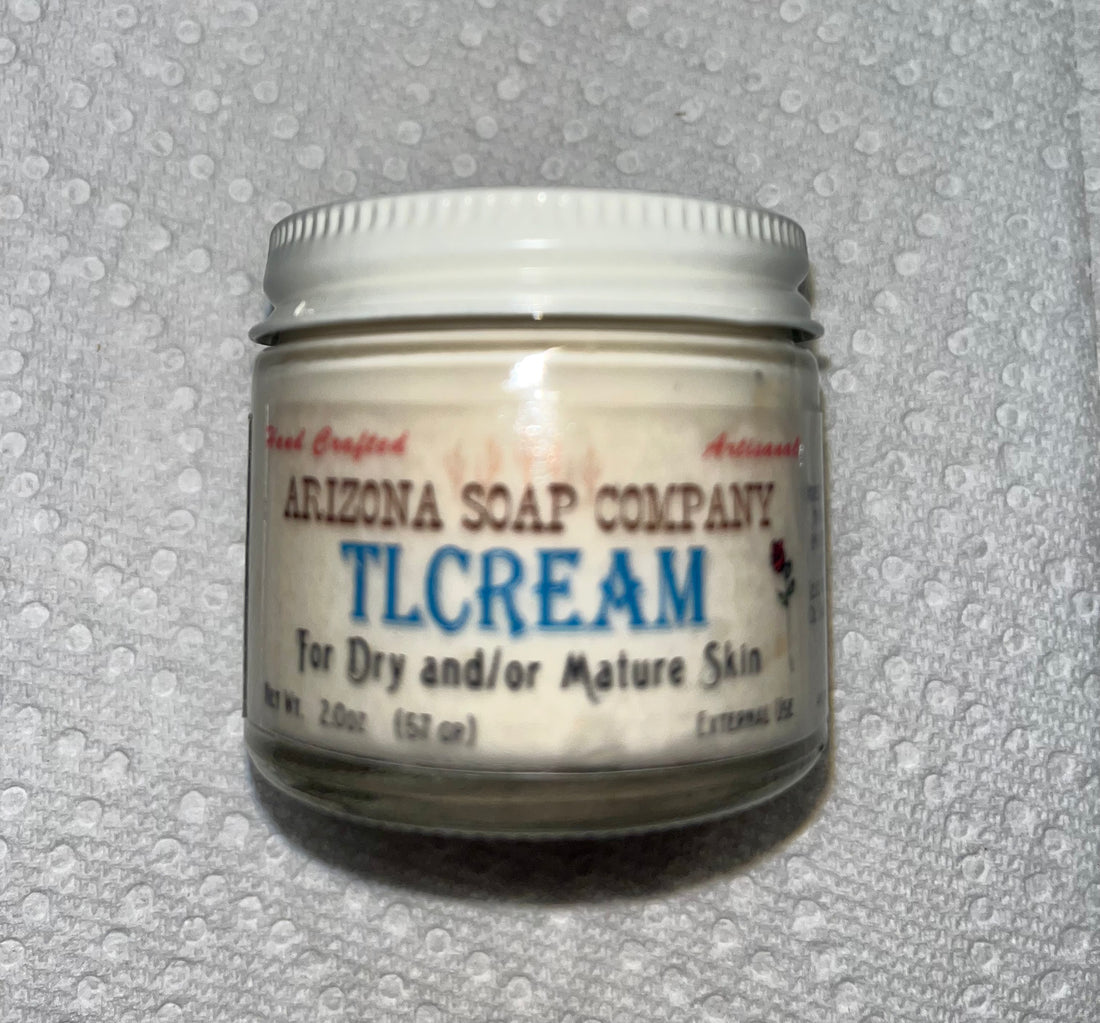 Hand Crafted Artisanal
ARIZONA SOAP COMPANY
TLCREAM
For Dry and/or Mature Skin
Net Wt. 2.0oz (57 gr) External Use